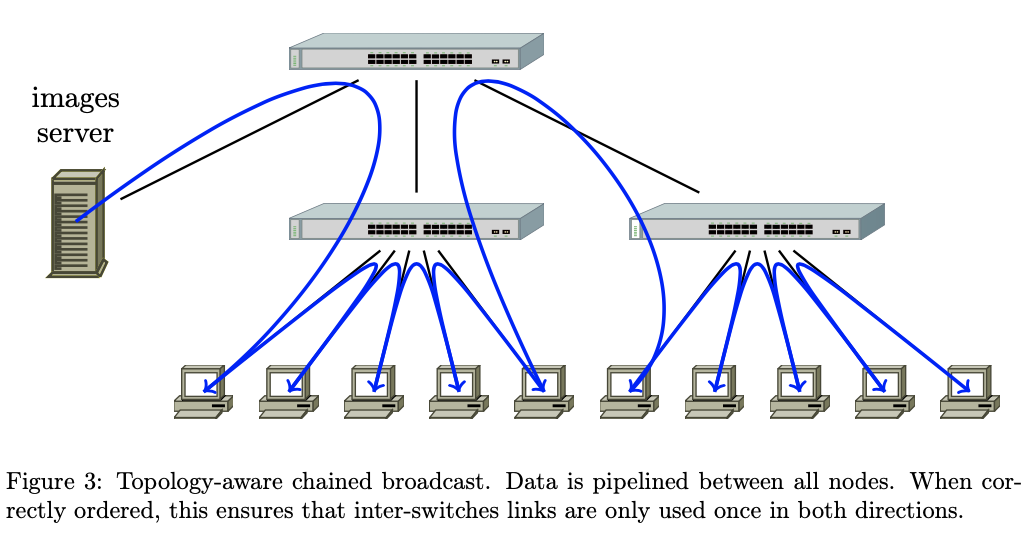 images
server
Figure 3: Topology-aware chained broadcast. Data is pipelined between all nodes. When cor-
rectly ordered, this ensures that inter-switches links are only used once in both directions.